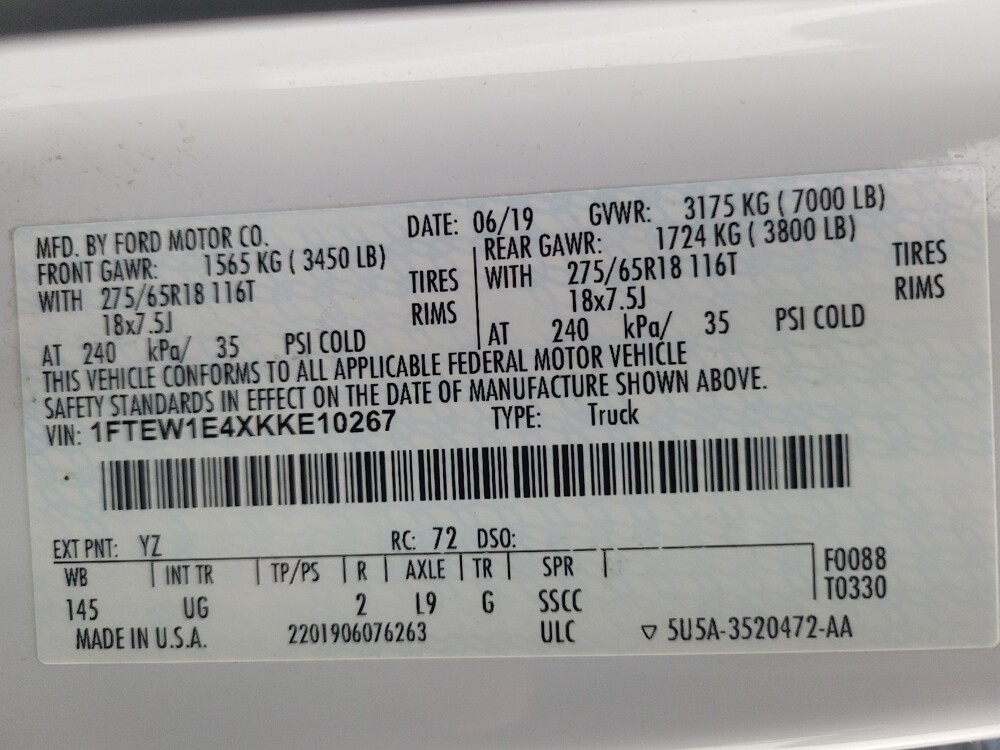 MFD. BY FORD MOTOR CO. DATE: 06/19 GVWR: 3175 KG ( 7000 LB)
FRONT GAWR: 1565 KG ( 3450 LB) REAR GAWR: 1724 KG ( 3800 LB)
WITH 275/65R18 116T TIRES WITH 275/65R18 116T TIRES
18x7.5J RIMS 18x7.5J RIMS
AT 240 kPa/ 35 PSI COLD AT 240 kPa/ 35 PSI COLD
THIS VEHICLE CONFORMS TO ALL APPLICABLE FEDERAL MOTOR VEHICLE
SAFETY STANDARDS IN EFFECT ON THE DATE OF MANUFACTURE SHOWN ABOVE.
VIN: 1FTEW1E4XKKE10267 TYPE: Truck
EXT PNT: YZ RC: 72 DSO:
WB INT TR TP/PS R AXLE TR SPR F0088
145 UG 2 L9 G SSCC T0330
MADE IN U.S.A. 2201906076263 ULC ▽ 5U5A-3520472-AA